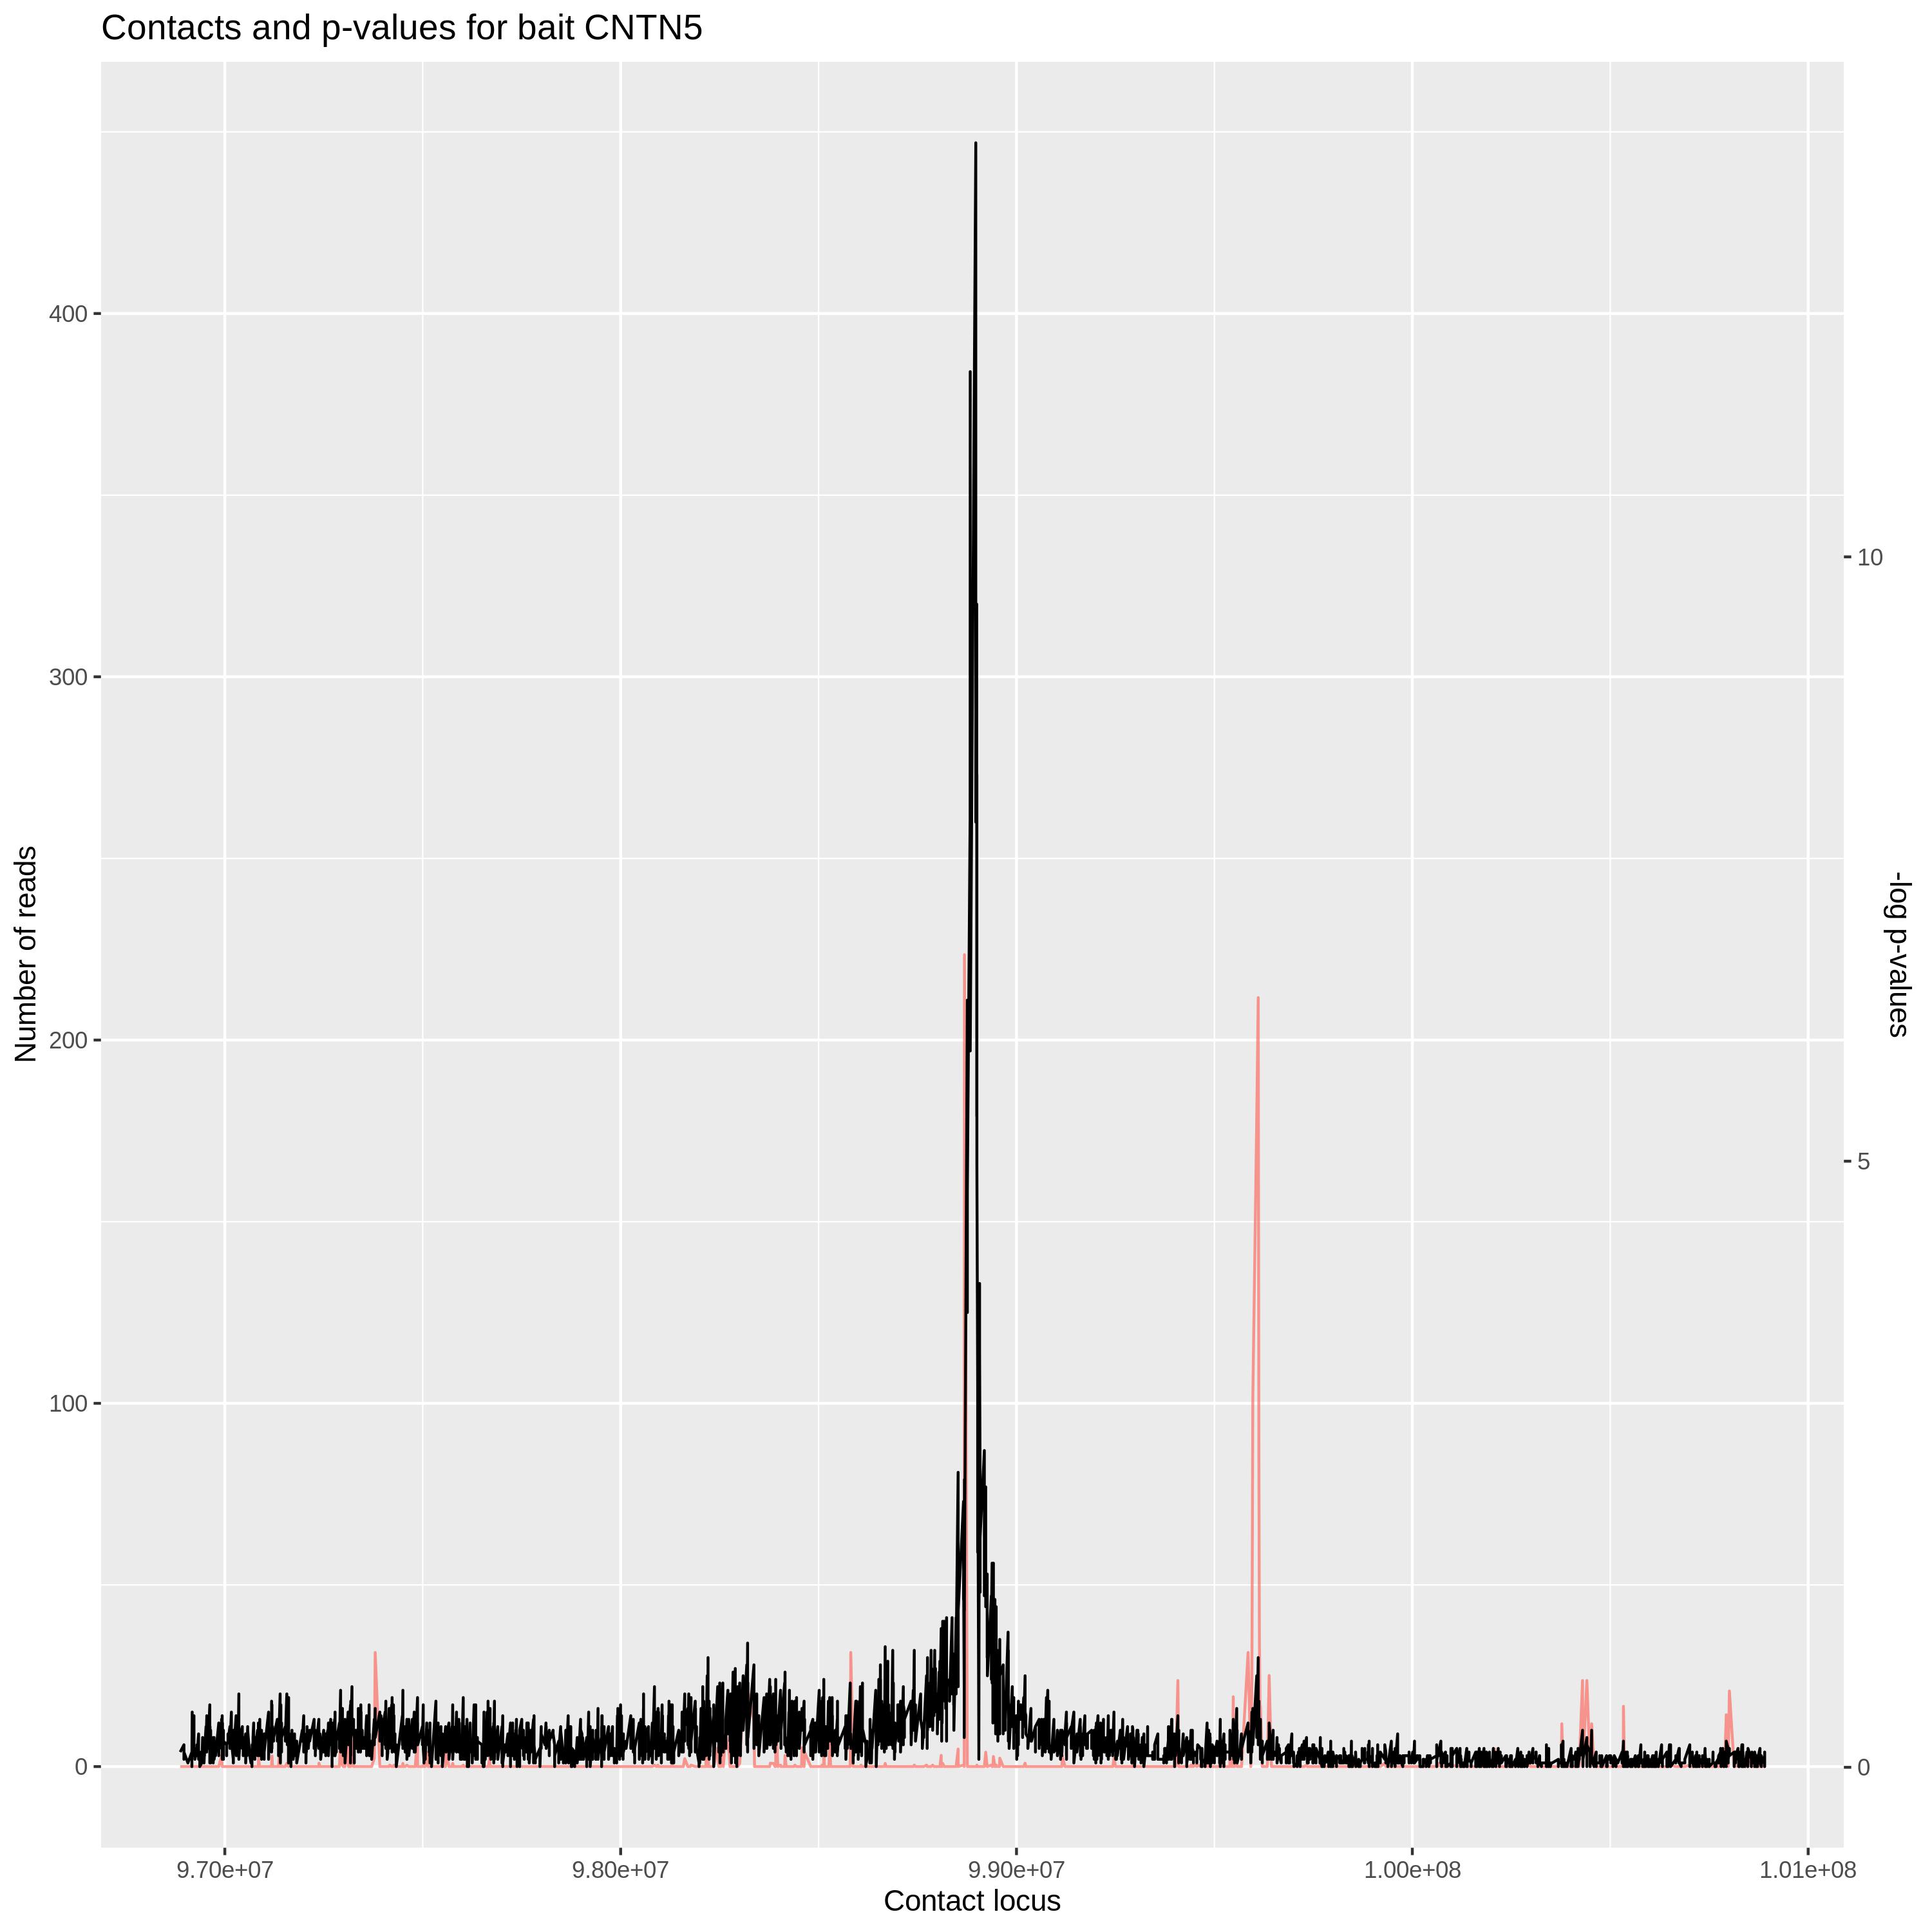 Contacts and p-values for bait CNTN5
Number of reads
400
300
200
100
0
10
5
0
-log p-values
9.70e+07
9.80e+07
9.90e+07
1.00e+08
1.01e+08
Contact locus